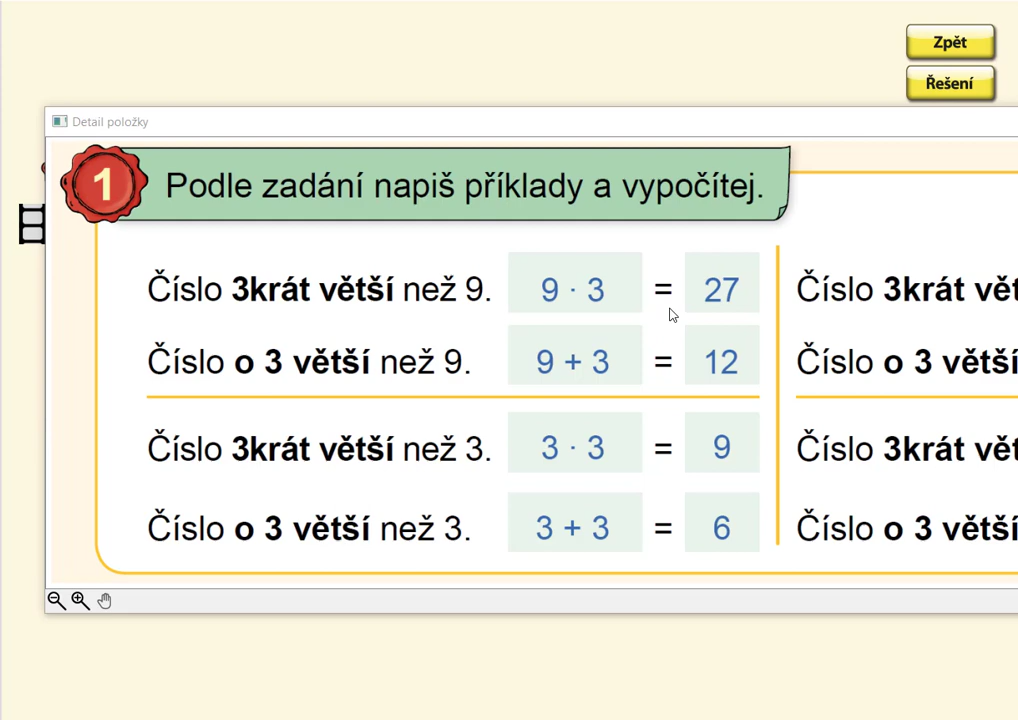 Zpět
Řešení
Detail položky
1 Podle zadání napiš příklady a vypočítej.
Číslo 3krát větší než 9. 9 · 3 = 27
Číslo o 3 větší než 9. 9 + 3 = 12
Číslo 3krát větší než 3. 3 · 3 = 9
Číslo o 3 větší než 3. 3 + 3 = 6
Číslo 3krát vět
Číslo o 3 větší
Číslo 3krát vět
Číslo o 3 větší